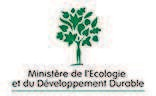 Ministère de l'Ecologie
et du Développement Durable